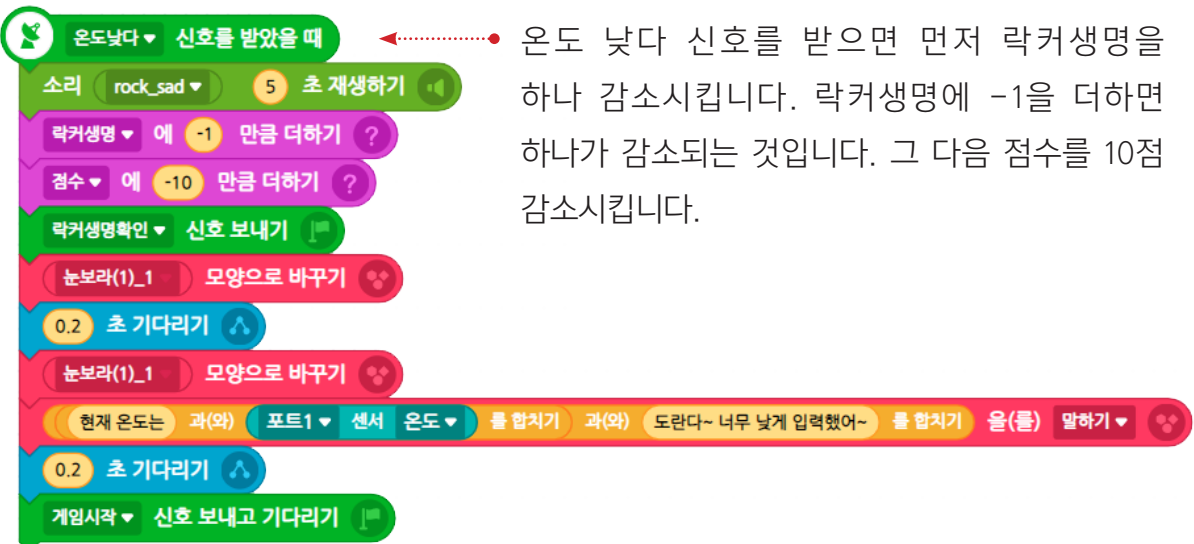 온도낮다 ▼ 신호를 받았을 때
소리 rock_sad ▼ 5 초 재생하기
락커생명 ▼ 에 -1 만큼 더하기 ?
점수 ▼ 에 -10 만큼 더하기 ?
락커생명확인 ▼ 신호 보내기
눈보라(1)_1 모양으로 바꾸기
0.2 초 기다리기
눈보라(1)_1 모양으로 바꾸기
현재 온도는 과(와) 포트1 ▼ 센서 온도 ▼ 를 합치기 과(와) 도란다~ 너무 낮게 입력했어~ 를 합치기 을(를) 말하기 ▼
0.2 초 기다리기
게임시작 ▼ 신호 보내고 기다리기
온도 낮다 신호를 받으면 먼저 락커생명을
하나 감소시킵니다. 락커생명에 -1을 더하면
하나가 감소되는 것입니다. 그 다음 점수를 10점
감소시킵니다.